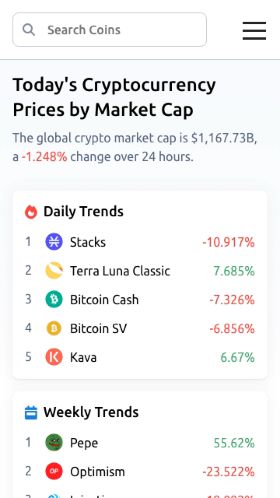 Search Coins
Today's Cryptocurrency
Prices by Market Cap
The global crypto market cap is $1,167.73B,
a -1.248% change over 24 hours.
Daily Trends
1 Stacks -10.917%
2 Terra Luna Classic 7.685%
3 Bitcoin Cash -7.326%
4 Bitcoin SV -6.856%
5 Kava 6.67%
Weekly Trends
1 Pepe 55.62%
2 OP Optimism -23.522%